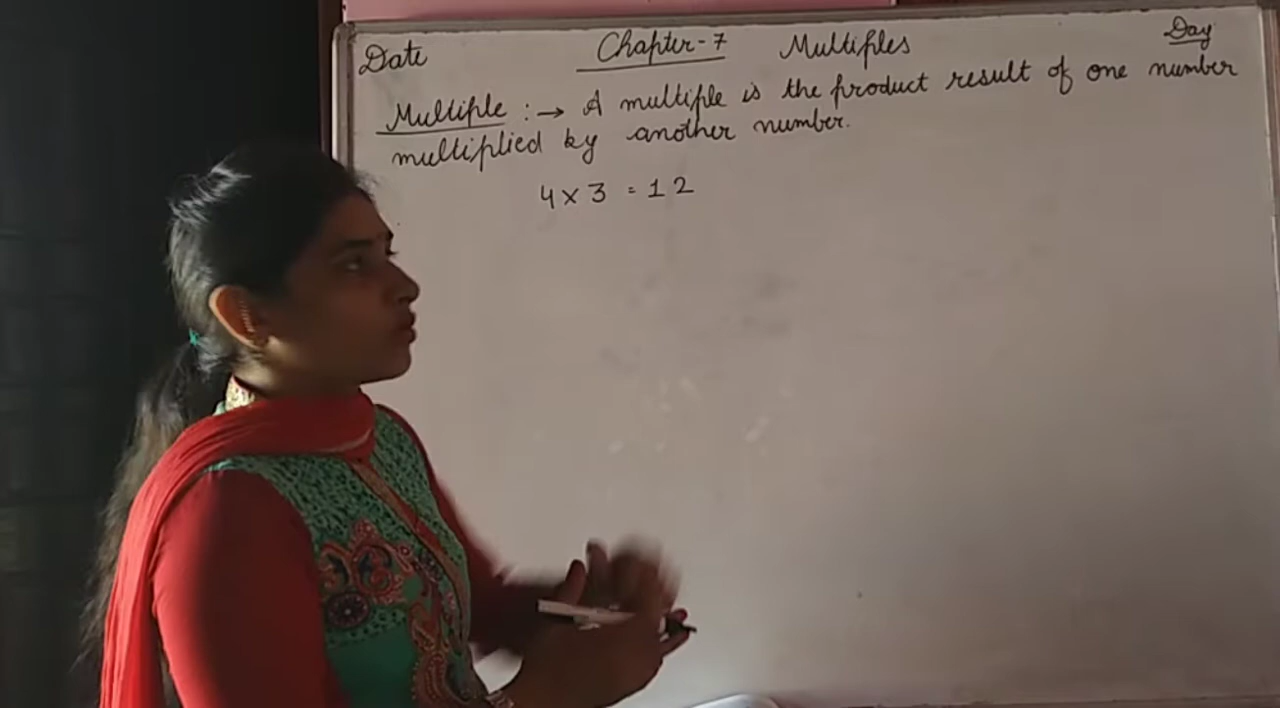 Date Chapter-7 Multiples Day
Multiple :→ A multiple is the product result of one number
multiplied by another number.
4 x 3 = 12